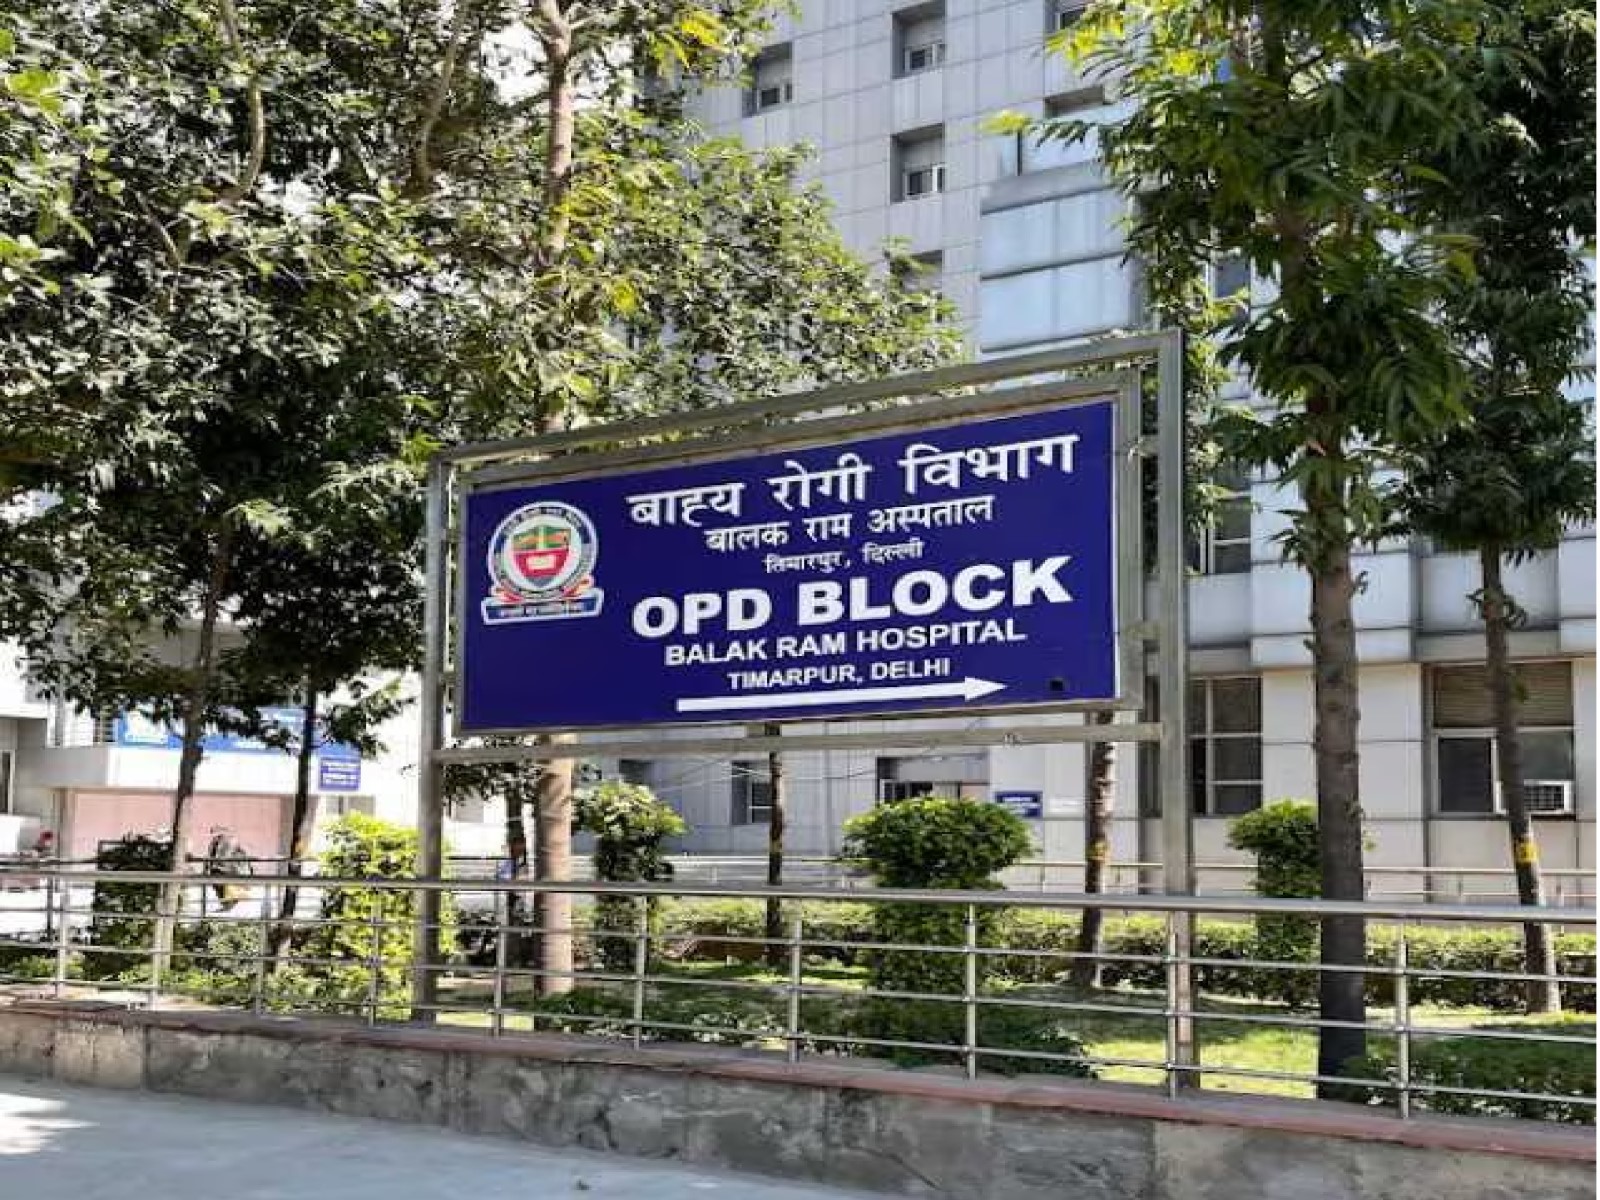 बाह्य रोगी विभाग
बालक राम अस्पताल
तिमारपुर, दिल्ली
OPD BLOCK
BALAK RAM HOSPITAL
TIMARPUR, DELHI